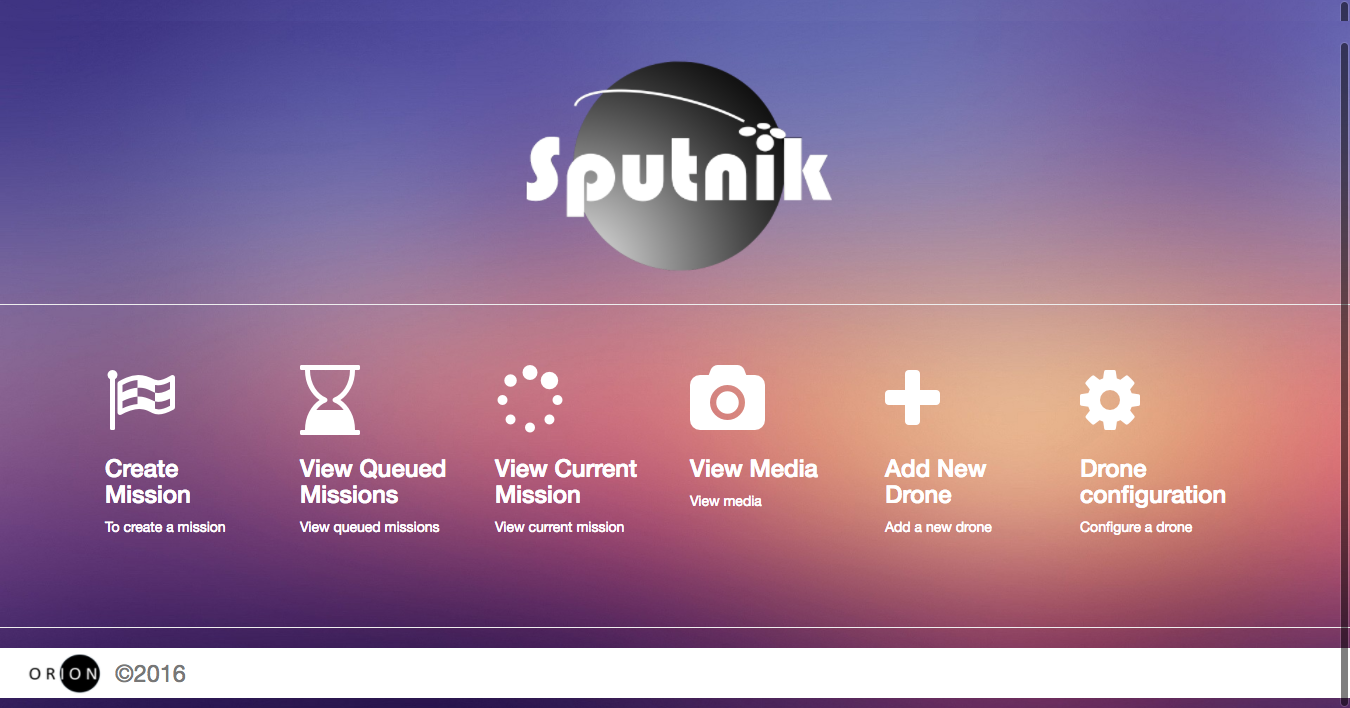 Sputnik
Create
Mission
To create a mission
View Queued
Missions
View queued missions
View Current
Mission
View current mission
View Media
View media
Add New
Drone
Add a new drone
Drone
configuration
Configure a drone
ORION ©2016